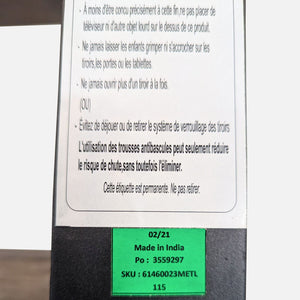 - À moins d'être conçu précisément à cette fin,ne pas placer de
téléviseur ni d'autre objet lourd sur le dessus de ce produit.
- Ne jamais laisser les enfants grimper ni s'accrocher sur les
tiroirs,les portes ou les tablettes.
- Ne jamais ouvrir plus d'un tiroir à la fois.
(OU)
- Évitez de déjouer ou de retirer le système de verrouillage des tiroirs
L'utilisation des trousses antibascules peut seulement réduire
le risque de chute,sans toutefois l'éliminer.
Cette étiquette est permanente. Ne pas retirer.
02/21
Made in India
Po : 3559297
SKU : 61460023METL
115